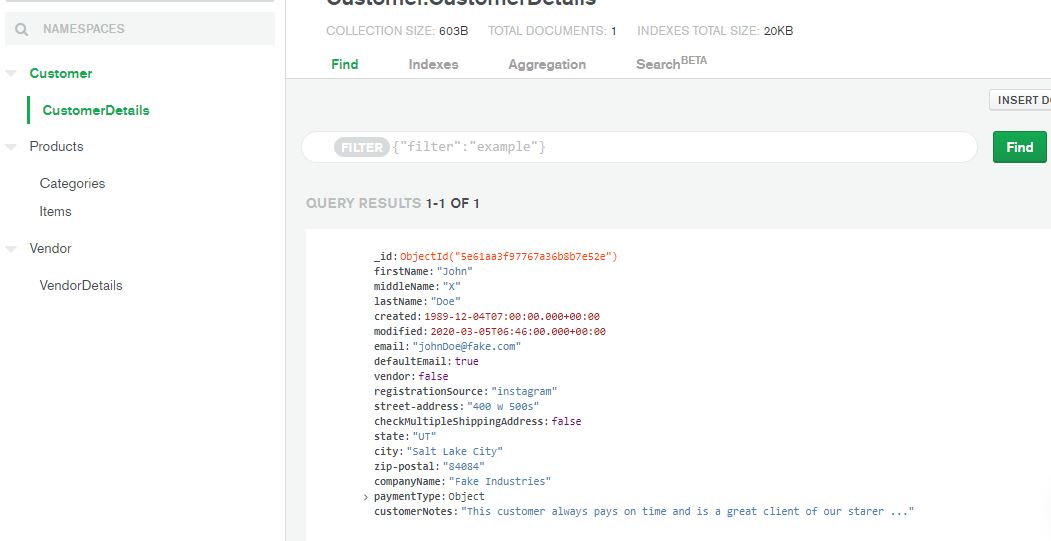 Customer.CustomerDetails
NAMESPACES
COLLECTION SIZE: 603B TOTAL DOCUMENTS: 1 INDEXES TOTAL SIZE: 20KB
Find Indexes Aggregation Search BETA
Customer
CustomerDetails
Products
Categories
Items
Vendor
VendorDetails
INSERT D
FILTER {"filter":"example"}
Find
QUERY RESULTS 1-1 OF 1
_id: ObjectId("5e61aa3f97767a36b8b7e52e")
firstName: "John"
middleName: "X"
lastName: "Doe"
created: 1989-12-04T07:00:00.000+00:00
modified: 2020-03-05T06:46:00.000+00:00
email: "johnDoe@fake.com"
defaultEmail: true
vendor: false
registrationSource: "instagram"
street-address: "400 w 500s"
checkMultipleShippingAddress: false
state: "UT"
city: "Salt Lake City"
zip-postal: "84084"
companyName: "Fake Industries"
> paymentType: Object
customerNotes: "This customer always pays on time and is a great client of our starer ..."